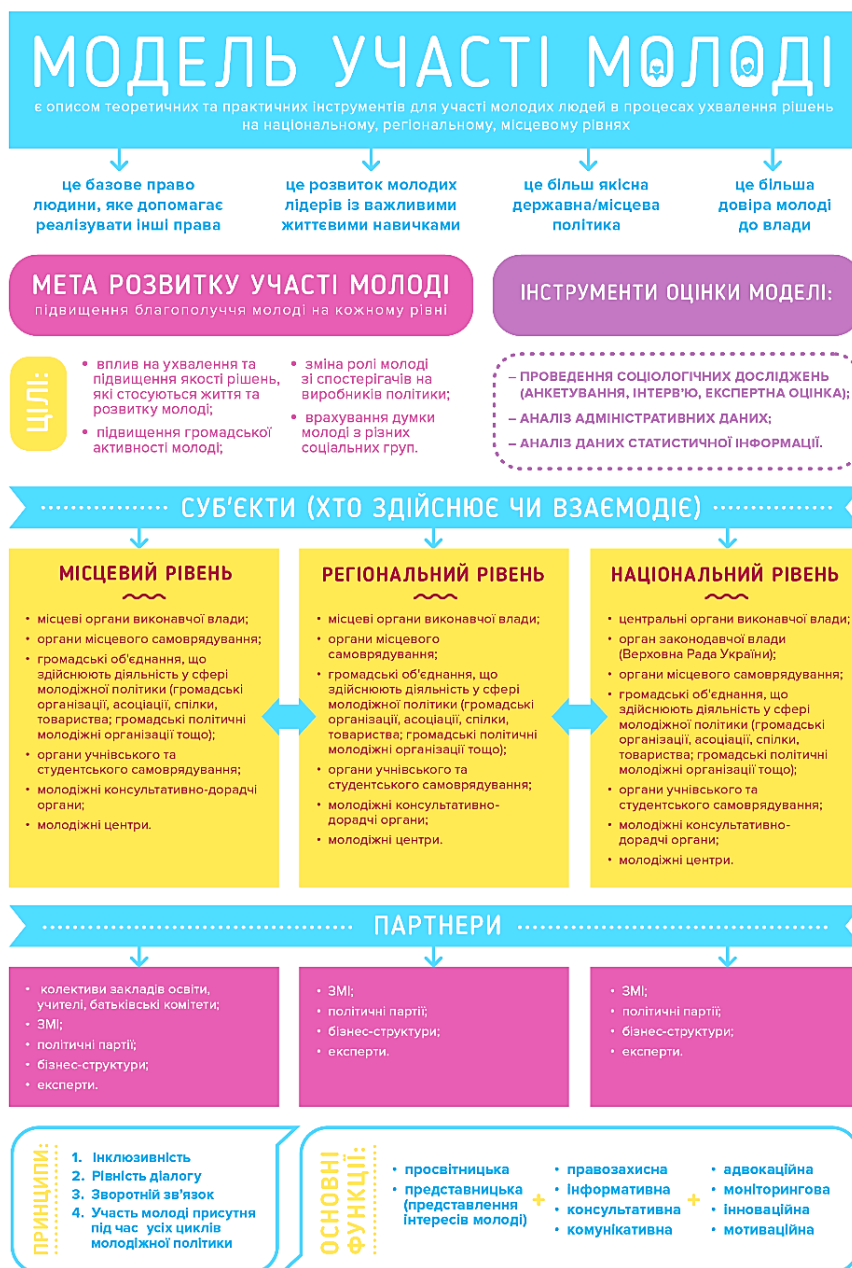 МОДЕЛЬ УЧАСТІ МОЛОДІ
є описом теоретичних та практичних інструментів для участі молодих людей в процесах ухвалення рішень
на національному, регіональному, місцевому рівнях
це базове право
людини, яке допомагає
реалізувати інші права
це розвиток молодих
лідерів із важливими
життєвими навичками
це більш якісна
державна/місцева
політика
це більша
довіра молоді
до влади
МЕТА РОЗВИТКУ УЧАСТІ МОЛОДІ
підвищення благополуччя молоді на кожному рівні
ЦІЛІ:
• вплив на ухвалення та
підвищення якості рішень,
які стосуються життя та
розвитку молоді;
• підвищення громадської
активності молоді;
• зміна ролі молоді
зі спостерігачів на
виробників політики;
• врахування думки
молоді з різних
соціальних груп.
ІНСТРУМЕНТИ ОЦІНКИ МОДЕЛІ:
– ПРОВЕДЕННЯ СОЦІОЛОГІЧНИХ ДОСЛІДЖЕНЬ
(АНКЕТУВАННЯ, ІНТЕРВ'Ю, ЕКСПЕРТНА ОЦІНКА);
– АНАЛІЗ АДМІНІСТРАТИВНИХ ДАНИХ;
– АНАЛІЗ ДАНИХ СТАТИСТИЧНОЇ ІНФОРМАЦІЇ.
СУБ'ЄКТИ (ХТО ЗДІЙСНЮЄ ЧИ ВЗАЄМОДІЄ)
МІСЦЕВИЙ РІВЕНЬ
• місцеві органи виконавчої влади;
• органи місцевого самоврядування;
• громадські об'єднання, що
здійснюють діяльність у сфері
молодіжної політики (громадські
організації, асоціації, спілки,
товариства; громадські політичні
молодіжні організації тощо);
• органи учнівського та
студентського самоврядування;
• молодіжні консультативно-дорадчі
органи;
• молодіжні центри.
РЕГІОНАЛЬНИЙ РІВЕНЬ
• місцеві органи виконавчої влади;
• органи місцевого
самоврядування;
• громадські об'єднання, що
здійснюють діяльність у сфері
молодіжної політики (громадські
організації, асоціації, спілки,
товариства; громадські політичні
молодіжні організації тощо);
• органи учнівського та
студентського самоврядування;
• молодіжні консультативно-
дорадчі органи;
• молодіжні центри.
НАЦІОНАЛЬНИЙ РІВЕНЬ
• центральні органи виконавчої влади;
• орган законодавчої влади
(Верховна Рада України);
• органи місцевого самоврядування;
• громадські об'єднання, що
здійснюють діяльність у сфері
молодіжної політики (громадські
організації, асоціації, спілки,
товариства; громадські політичні
молодіжні організації тощо);
• органи учнівського та
студентського самоврядування;
• молодіжні консультативно-
дорадчі органи;
• молодіжні центри.
ПАРТНЕРИ
• колективи закладів освіти,
учителі, батьківські комітети;
• ЗМІ;
• політичні партії;
• бізнес-структури;
• експерти.
• ЗМІ;
• політичні партії;
• бізнес-структури;
• експерти.
• ЗМІ;
• політичні партії;
• бізнес-структури;
• експерти.
ПРИНЦИПИ:
1. Інклюзивність
2. Рівність діалогу
3. Зворотній зв'язок
4. Участь молоді присутня
під час усіх циклів
молодіжної політики
ОСНОВНІ
ФУНКЦІЇ:
• просвітницька
• представницька
(представлення
інтересів молоді)
+
• правозахисна
• інформативна
• консультативна
• комунікативна
+
• адвокаційна
• моніторингова
• інноваційна
• мотиваційна